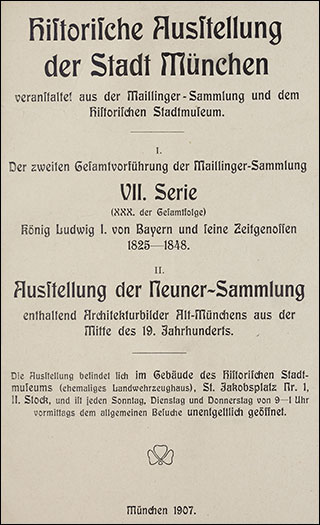 Historische Ausstellung
der Stadt München
veranstaltet aus der Maillinger-Sammlung und dem
Historischen Stadtmuseum.
I.
Der zweiten Gesamtvorführung der Maillinger-Sammlung
VII. Serie
(XXX. der Gesamtfolge)
König Ludwig I. von Bayern und seine Zeitgenossen
1825—1848.
II.
Ausstellung der Neuner-Sammlung
enthaltend Architekturbilder Alt-Münchens aus der
Mitte des 19. Jahrhunderts.
Die Ausstellung befindet sich im Gebäude des Historischen Stadt-
museums (ehemaliges Landwehrzeughaus), St. Jakobsplatz Nr. 1,
II. Stock, und ist jeden Sonntag, Dienstag und Donnerstag von 9—1 Uhr
vormittags dem allgemeinen Besuche unentgeltlich geöffnet.
München 1907.